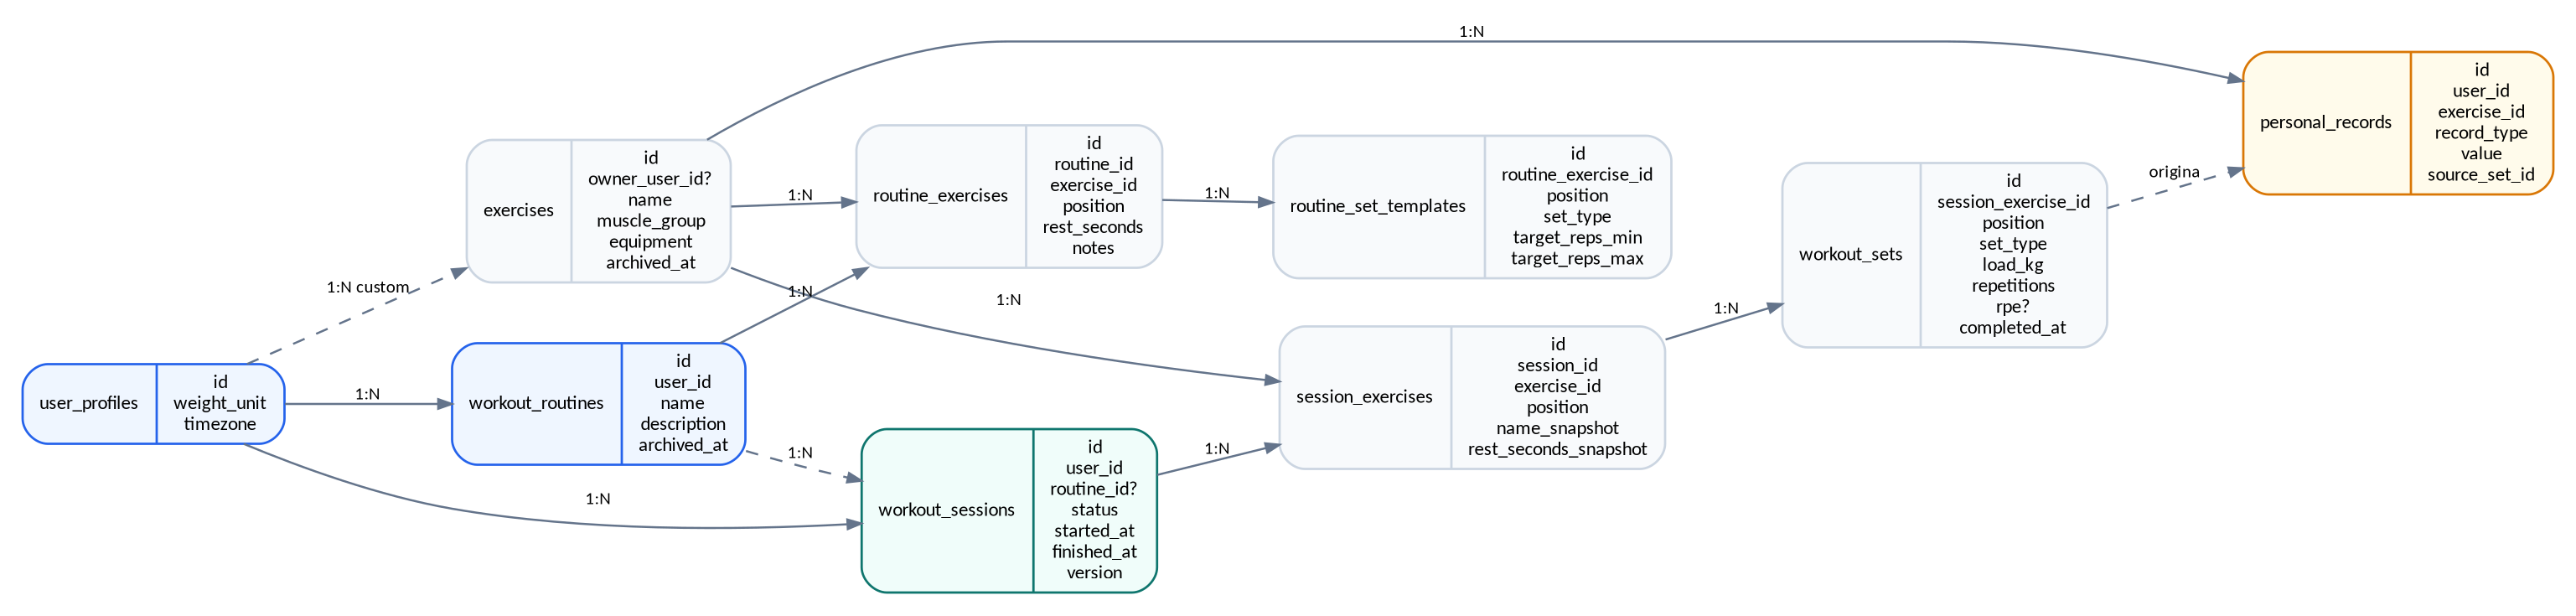 user_profiles
id
weight_unit
timezone
1:N custom
1:N
1:N
exercises
id
owner_user_id?
name
muscle_group
equipment
archived_at
workout_routines
id
user_id
name
description
archived_at
1:N
1:N
1:N
1:N
1:N
routine_exercises
id
routine_id
exercise_id
position
rest_seconds
notes
workout_sessions
id
user_id
routine_id?
status
started_at
finished_at
version
1:N
1:N
routine_set_templates
id
routine_exercise_id
position
set_type
target_reps_min
target_reps_max
session_exercises
id
session_id
exercise_id
position
name_snapshot
rest_seconds_snapshot
1:N
workout_sets
id
session_exercise_id
position
set_type
load_kg
repetitions
rpe?
completed_at
origina
personal_records
id
user_id
exercise_id
record_type
value
source_set_id